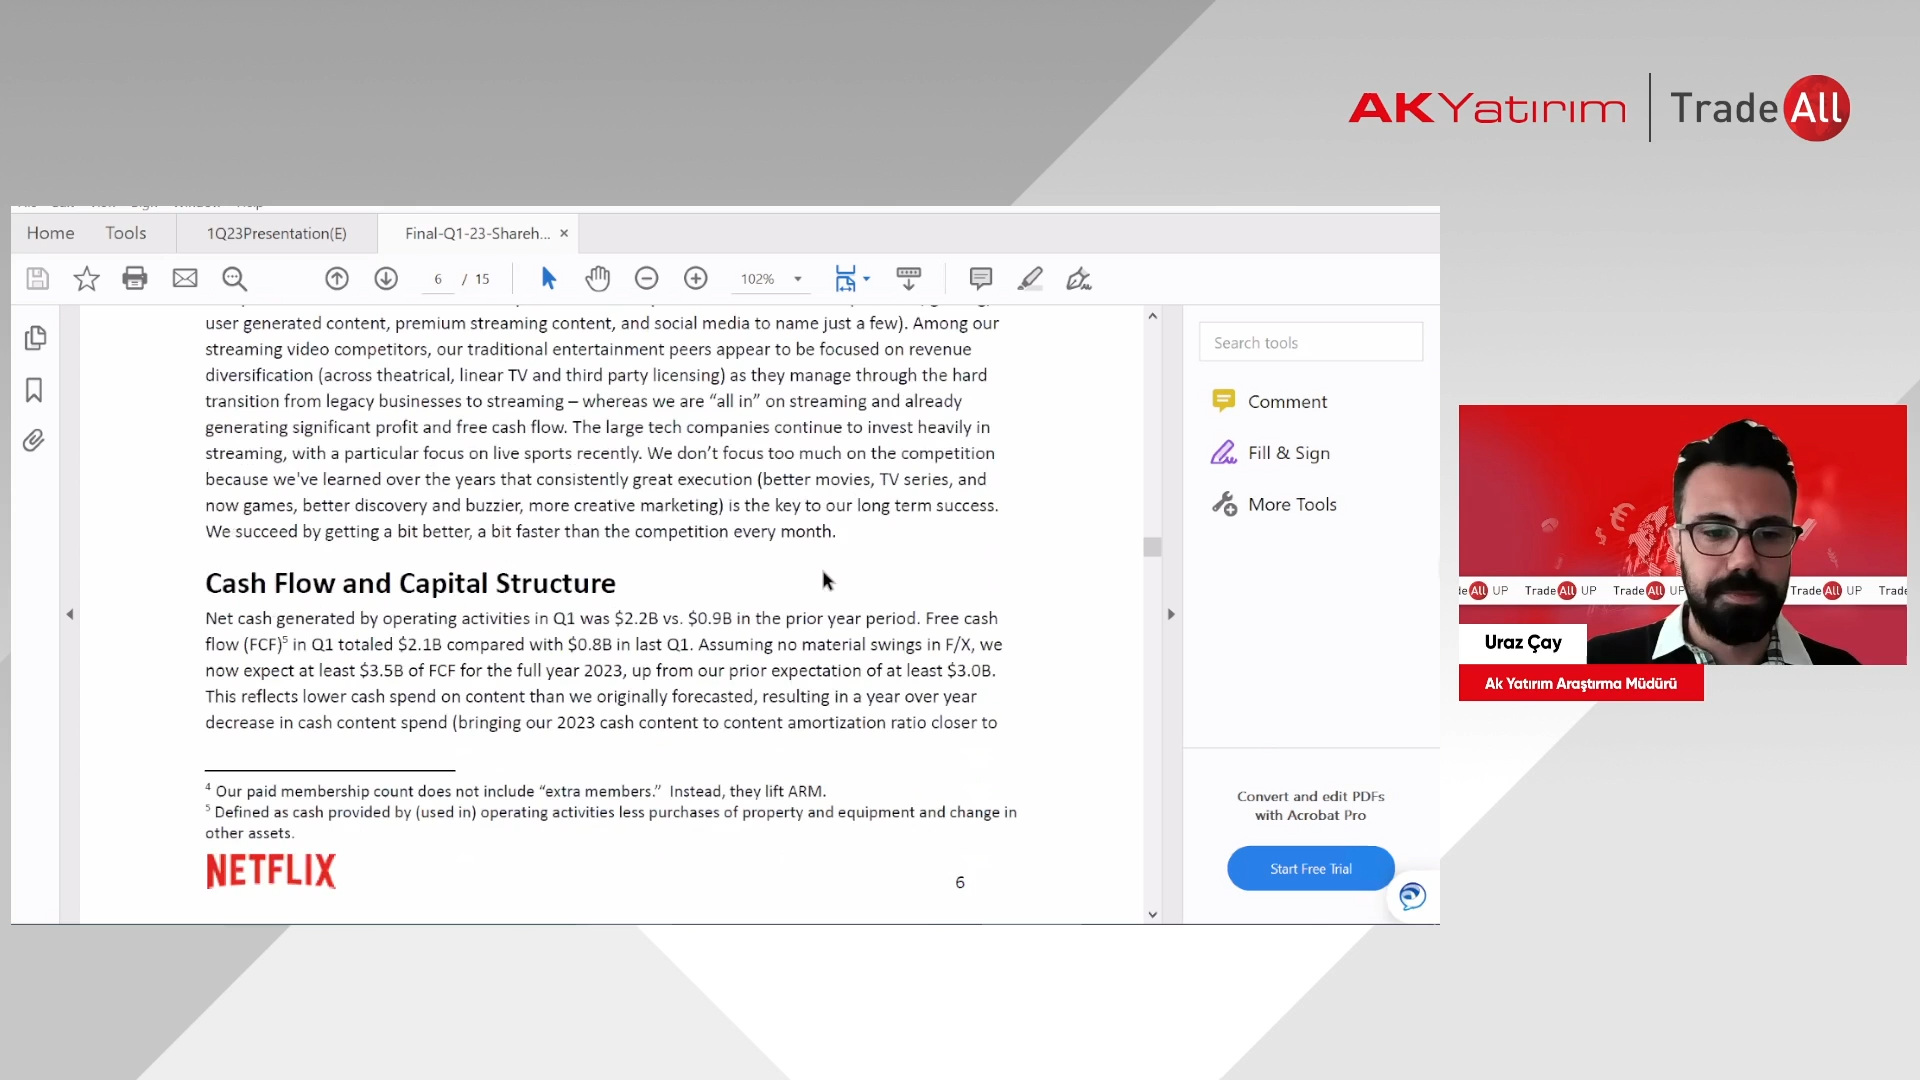 AKYatırım | TradeAll
Home Tools 1Q23Presentation(E) Final-Q1-23-Shareh... ×
6 / 15 102%
user generated content, premium streaming content, and social media to name just a few). Among our
streaming video competitors, our traditional entertainment peers appear to be focused on revenue
diversification (across theatrical, linear TV and third party licensing) as they manage through the hard
transition from legacy businesses to streaming – whereas we are “all in” on streaming and already
generating significant profit and free cash flow. The large tech companies continue to invest heavily in
streaming, with a particular focus on live sports recently. We don’t focus too much on the competition
because we've learned over the years that consistently great execution (better movies, TV series, and
now games, better discovery and buzzier, more creative marketing) is the key to our long term success.
We succeed by getting a bit better, a bit faster than the competition every month.
Cash Flow and Capital Structure
Net cash generated by operating activities in Q1 was $2.2B vs. $0.9B in the prior year period. Free cash
flow (FCF)⁵ in Q1 totaled $2.1B compared with $0.8B in last Q1. Assuming no material swings in F/X, we
now expect at least $3.5B of FCF for the full year 2023, up from our prior expectation of at least $3.0B.
This reflects lower cash spend on content than we originally forecasted, resulting in a year over year
decrease in cash content spend (bringing our 2023 cash content to content amortization ratio closer to
⁴ Our paid membership count does not include “extra members.” Instead, they lift ARM.
⁵ Defined as cash provided by (used in) operating activities less purchases of property and equipment and change in
other assets.
NETFLIX
6
Search tools
Comment
Fill & Sign
More Tools
Convert and edit PDFs
with Acrobat Pro
Start Free Trial
All UP TradeAll UP TradeAll UP TradeAll UP Trade
Uraz Çay
Ak Yatırım Araştırma Müdürü